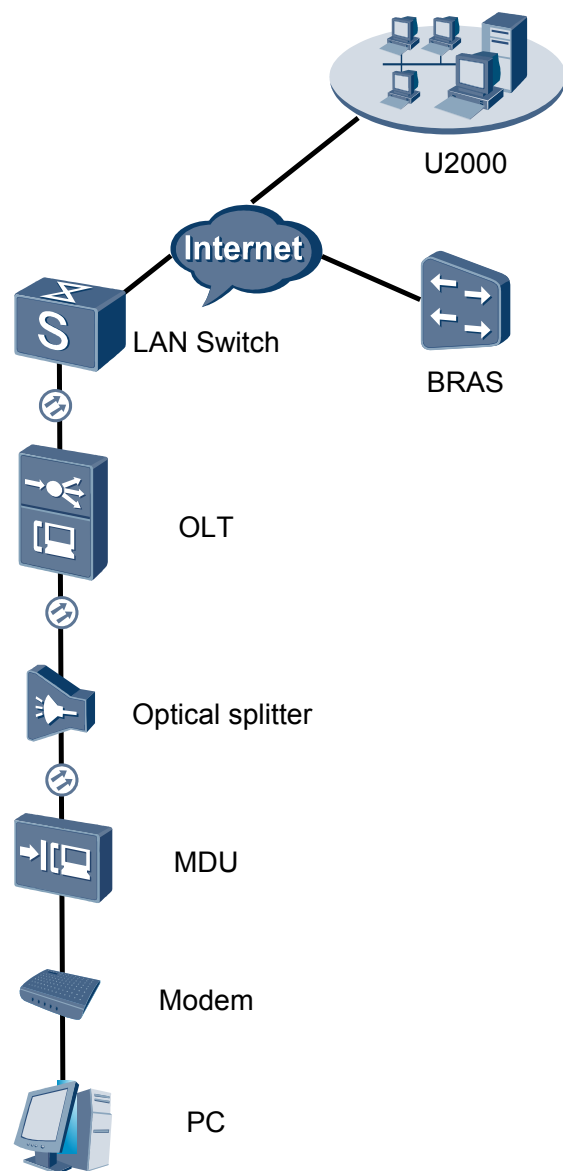 U2000
Internet
S
LAN Switch
BRAS
OLT
Optical splitter
MDU
Modem
PC